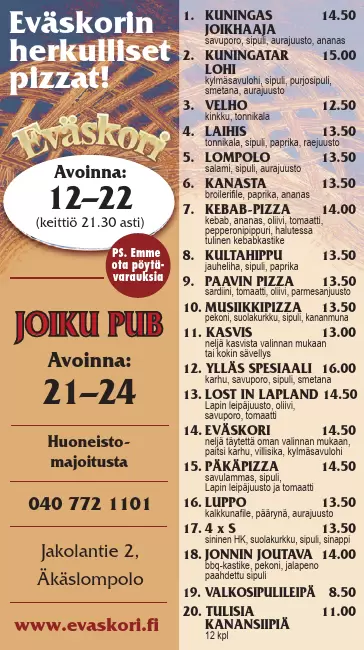 Eväskorin
herkulliset
pizzat!
Eväskori
Avoinna:
12–22
(keittiö 21.30 asti)
PS. Emme
ota pöytä-
varauksia
JOIKU PUB
Avoinna:
21–24
Huoneisto-
majoitusta
040 772 1101
Jakolantie 2,
Äkäslompolo
www.evaskori.fi
1. KUNINGAS 14.50
JOIKHAAJA
savuporo, sipuli, aurajuusto, ananas
2. KUNINGATAR 15.00
LOHI
kylmäsavulohi, sipuli, purjosipuli,
smetana, aurajuusto
3. VELHO 12.50
kinkku, tonnikala
4. LAIHIS 13.50
tonnikala, sipuli, paprika, raejuusto
5. LOMPOLO 13.50
salami, sipuli, aurajuusto
6. KANASTA 13.50
broilerifile, paprika, ananas
7. KEBAB-PIZZA 14.00
kebab, ananas, oliivi, tomaatti,
pepperonipippuri, halutessa
tulinen kebabkastike
8. KULTAHIPPU 13.50
jauheliha, sipuli, paprika
9. PAAVIN PIZZA 13.50
sardiini, tomaatti, oliivi, parmesanjuusto
10. MUSIIKKIPIZZA 13.50
pekoni, suolakurkku, sipuli, kananmuna
11. KASVIS 13.00
neljä kasvista valinnan mukaan
tai kokin sävellys
12. YLLÄS SPESIAALI 16.00
karhu, savuporo, sipuli, smetana
13. LOST IN LAPLAND 14.50
Lapin leipäjuusto, oliivi,
savuporo, tomaatti
14. EVÄSKORI 14.50
neljä täytettä oman valinnan mukaan,
paitsi karhu, villisika, kylmäsavulohi
15. PÄKÄPIZZA 14.50
savulammas, sipuli,
Lapin leipäjuusto ja tomaatti
16. LUPPO 13.50
kalkkunafile, päärynä, aurajuusto
17. 4 x S 13.50
sininen HK, suolakurkku, sipuli, sinappi
18. JONNIN JOUTAVA 14.00
bbq-kastike, pekoni, jalapeno
paahdettu sipuli
19. VALKOSIPULILEIPÄ 8.50
20. TULISIA 11.00
KANANSIIPIÄ
12 kpl